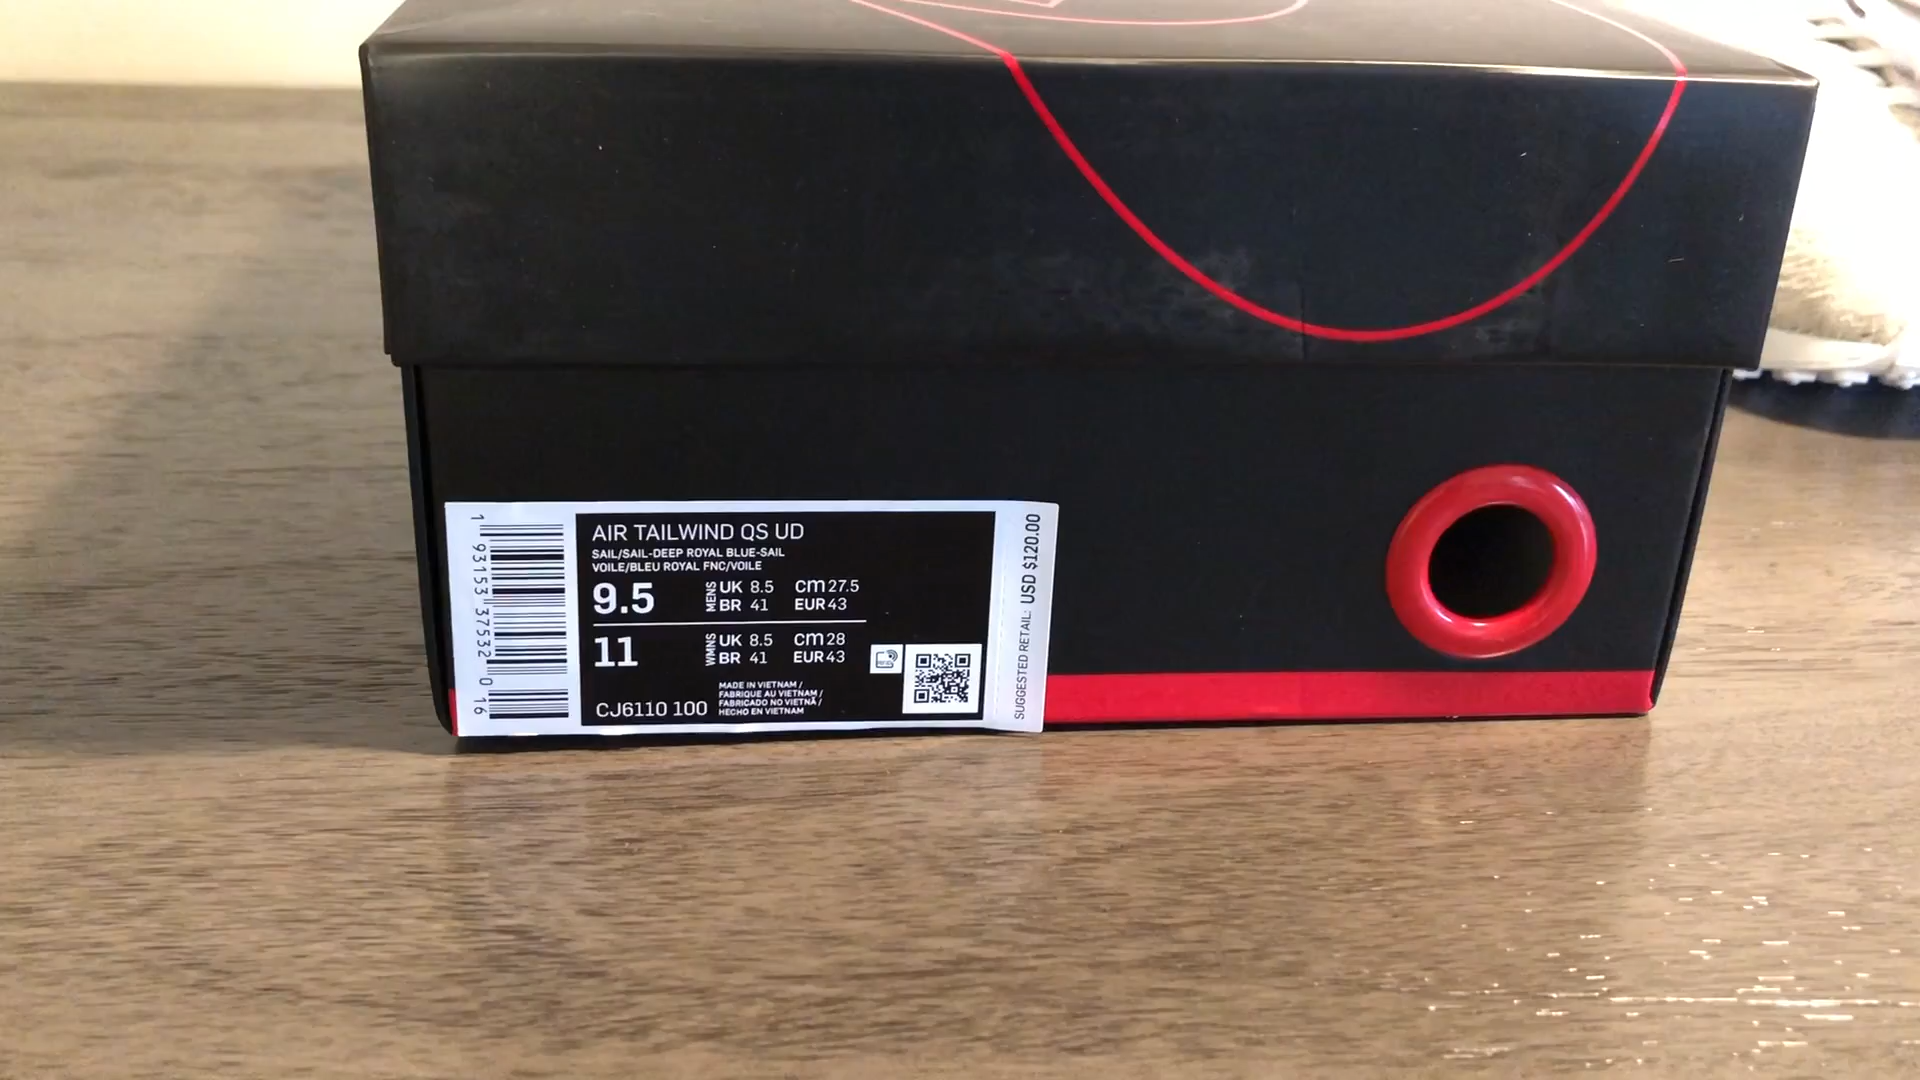 AIR TAILWIND QS UD
SAIL/SAIL-DEEP ROYAL BLUE-SAIL
VOILE/BLEU ROYAL FNC/VOILE
9.5 MENS UK 8.5 cm 27.5
BR 41 EUR 43
11 WMNS UK 8.5 cm 28
BR 41 EUR 43
CJ6110 100
MADE IN VIETNAM /
FABRIQUE AU VIETNAM /
FABRICADO NO VIETNÃ /
HECHO EN VIETNAM
1 93153 37532 0 16
SUGGESTED RETAIL: USD $120.00